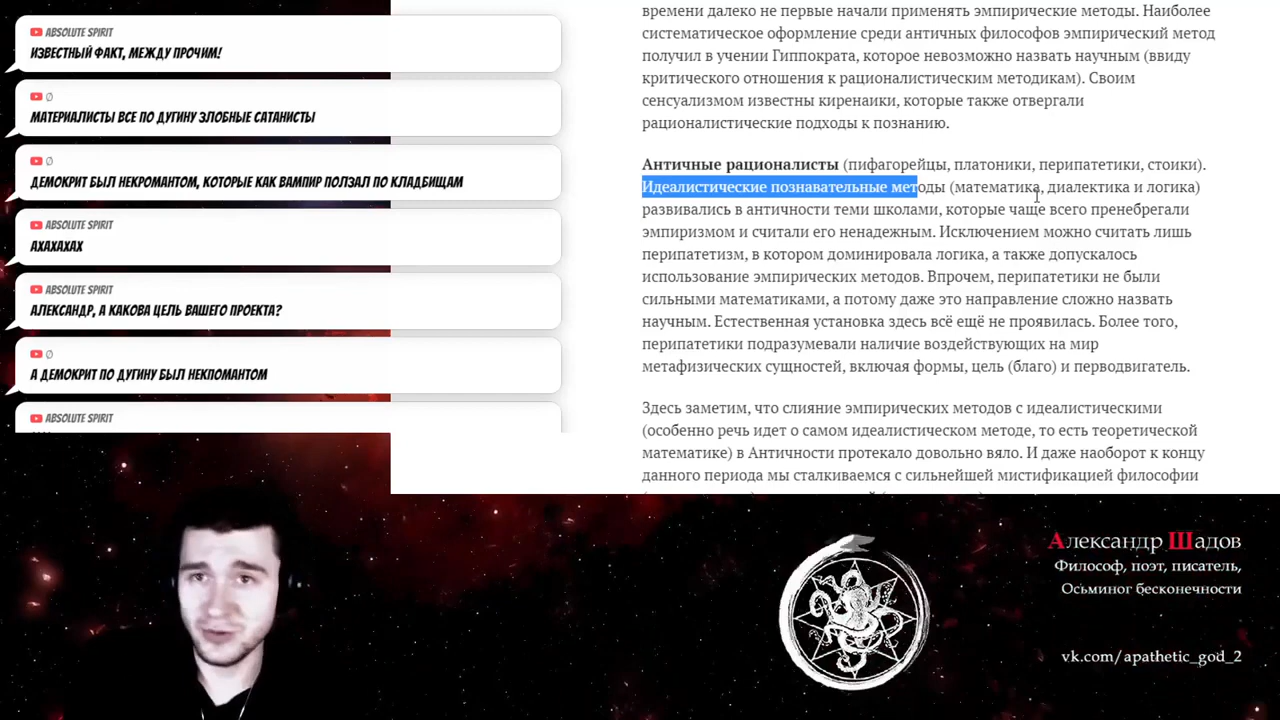 ABSOLUTE SPIRIT
ИЗВЕСТНЫЙ ФАКТ, МЕЖДУ ПРОЧИМ!
Ø
МАТЕРИАЛИСТЫ ВСЕ ПО ДУГИНУ ЗЛОБНЫЕ САТАНИСТЫ
Ø
ДЕМОКРИТ БЫЛ НЕКРОМАНТОМ, КОТОРЫЕ КАК ВАМПИР ПОЛЗАЛ ПО КЛАДБИЩАМ
ABSOLUTE SPIRIT
АХАХАХАХ
ABSOLUTE SPIRIT
АЛЕКСАНДР, А КАКОВА ЦЕЛЬ ВАШЕГО ПРОЕКТА?
Ø
А ДЕМОКРИТ ПО ДУГИНУ БЫЛ НЕКПОМАНТОМ
ABSOLUTE SPIRIT
времени далеко не первые начали применять эмпирические методы. Наиболее
систематическое оформление среди античных философов эмпирический метод
получил в учении Гиппократа, которое невозможно назвать научным (ввиду
критического отношения к рационалистическим методикам). Своим
сенсуализмом известны киренаики, которые также отвергали
рационалистические подходы к познанию.
Античные рационалисты (пифагорейцы, платоники, перипатетики, стоики).
Идеалистические познавательные методы (математика, диалектика и логика)
развивались в античности теми школами, которые чаще всего пренебрегали
эмпиризмом и считали его ненадежным. Исключением можно считать лишь
перипатетизм, в котором доминировала логика, а также допускалось
использование эмпирических методов. Впрочем, перипатетики не были
сильными математиками, а потому даже это направление сложно назвать
научным. Естественная установка здесь всё ещё не проявилась. Более того,
перипатетики подразумевали наличие воздействующих на мир
метафизических сущностей, включая формы, цель (благо) и перводвигатель.
Здесь заметим, что слияние эмпирических методов с идеалистическими
(особенно речь идет о самом идеалистическом методе, то есть теоретической
математике) в Античности протекало довольно вяло. И даже наоборот к концу
данного периода мы сталкиваемся с сильнейшей мистификацией философии
Александр Шадов
Философ, поэт, писатель,
Осьминог бесконечности
vk.com/apathetic_god_2